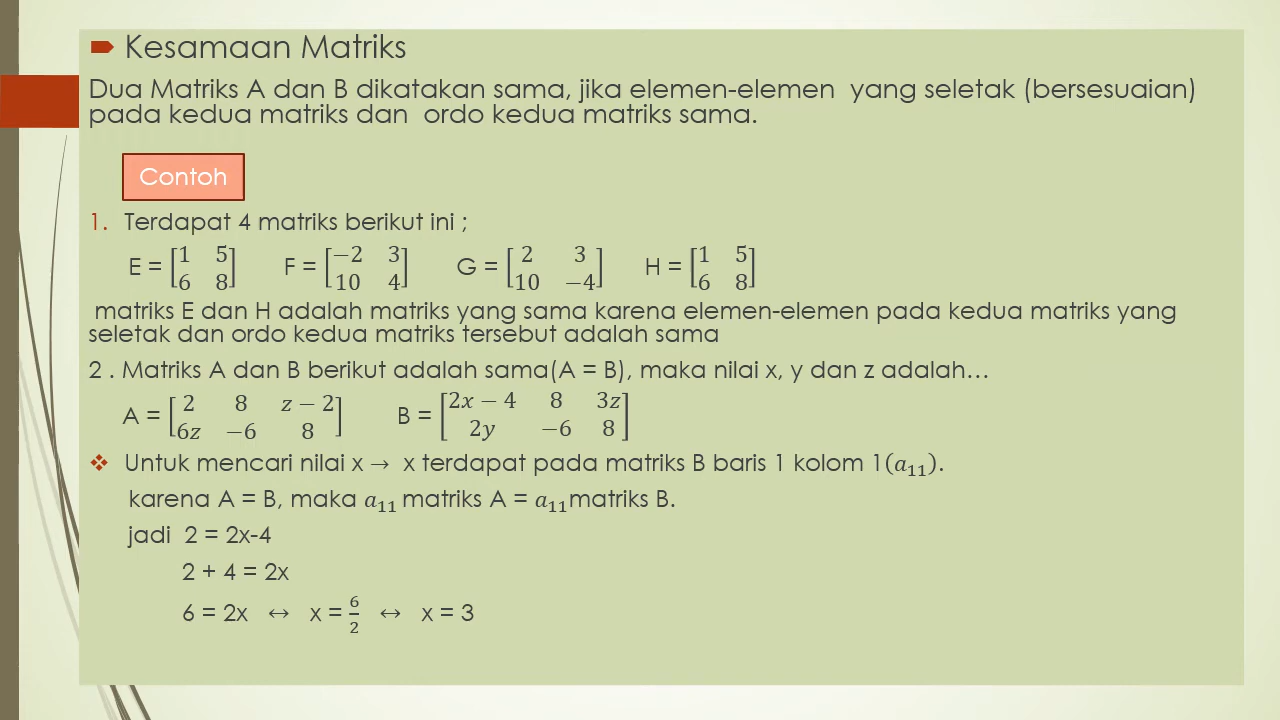 Kesamaan Matriks
Dua Matriks A dan B dikatakan sama, jika elemen-elemen yang seletak (bersesuaian)
pada kedua matriks dan ordo kedua matriks sama.
Contoh
1. Terdapat 4 matriks berikut ini ;
E = [1 5; 6 8] F = [−2 3; 10 4] G = [2 3; 10 −4] H = [1 5; 6 8]
matriks E dan H adalah matriks yang sama karena elemen-elemen pada kedua matriks yang
seletak dan ordo kedua matriks tersebut adalah sama
2 . Matriks A dan B berikut adalah sama(A = B), maka nilai x, y dan z adalah…
A = [2 8 z − 2; 6z −6 8] B = [2x − 4 8 3z; 2y −6 8]
❖ Untuk mencari nilai x → x terdapat pada matriks B baris 1 kolom 1(a₁₁).
karena A = B, maka a₁₁ matriks A = a₁₁matriks B.
jadi 2 = 2x-4
2 + 4 = 2x
6 = 2x ↔ x = 6/2 ↔ x = 3